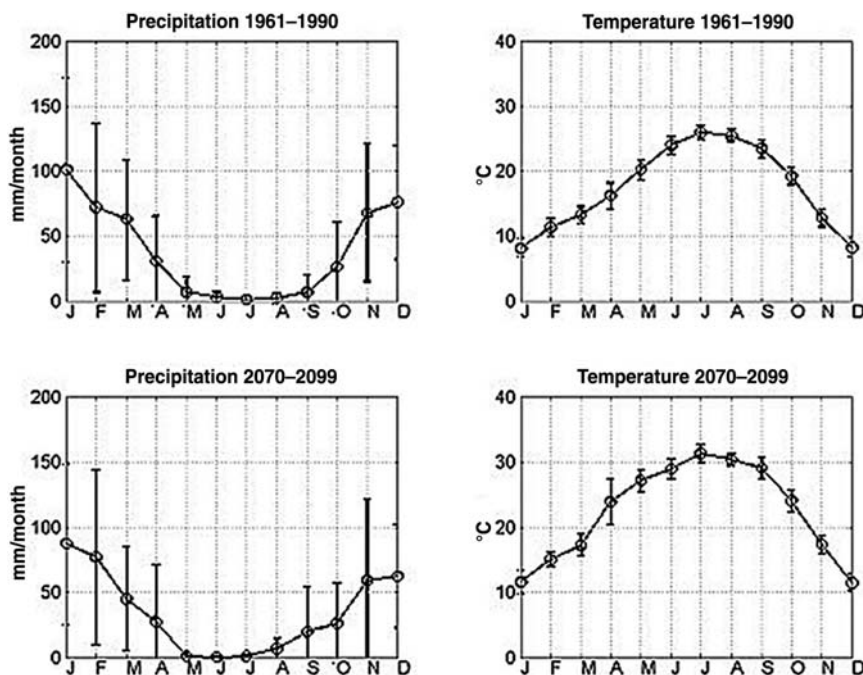 Precipitation 1961–1990
200
150
100
50
0
mm/month
J F M A M J J A S O N D
Temperature 1961–1990
40
30
20
10
0
°C
J F M A M J J A S O N D
Precipitation 2070–2099
200
150
100
50
0
mm/month
J F M A M J J A S O N D
Temperature 2070–2099
40
30
20
10
0
°C
J F M A M J J A S O N D